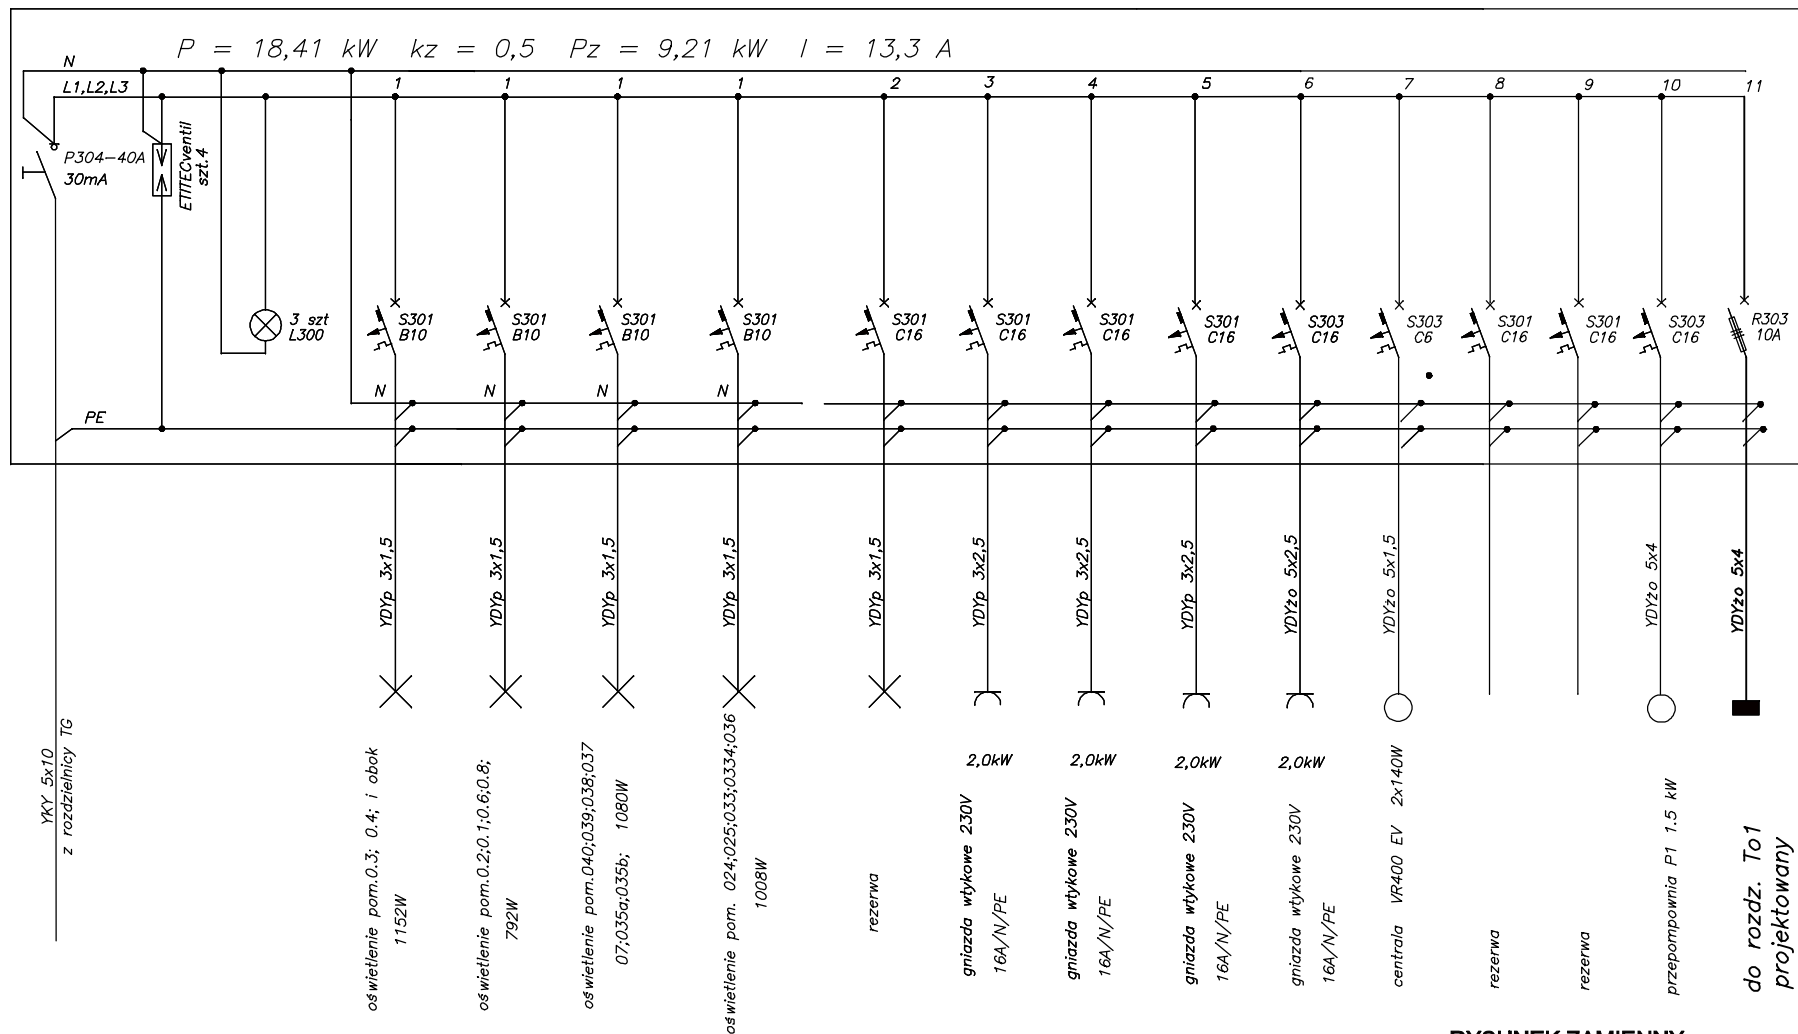 P = 18,41 kW kz = 0,5 Pz = 9,21 kW I = 13,3 A
N
L1,L2,L3
1
1
1
1
2
3
4
5
6
7
8
9
10
11
P304-40A
30mA
ETITECventil
szt.4
3 szt
L300
S301
B10
S301
B10
S301
B10
S301
B10
S301
C16
S301
C16
S301
C16
S301
C16
S303
C16
S303
C6
S301
C16
S301
C16
S303
C16
R303
10A
N
N
N
N
PE
YDYp 3x1,5
YDYp 3x1,5
YDYp 3x1,5
YDYp 3x1,5
YDYp 3x1,5
YDYp 3x2,5
YDYp 3x2,5
YDYp 3x2,5
YDYżo 5x2,5
YDYżo 5x1,5
YDYżo 5x4
YDYżo 5x4
YKY 5x10
z rozdzielnicy TG
oświetlenie pom.0.3; 0.4; i obok
1152W
oświetlenie pom.0.2;0.1;0.6;0.8;
792W
oświetlenie pom.040;039;038;037
07;035a;035b; 1080W
oświetlenie pom. 024;025;033;0334;036
1008W
rezerwa
2,0kW
gniazda wtykowe 230V
16A/N/PE
2,0kW
gniazda wtykowe 230V
16A/N/PE
2,0kW
gniazda wtykowe 230V
16A/N/PE
2,0kW
gniazda wtykowe 230V
16A/N/PE
centrala VR400 EV 2x140W
rezerwa
rezerwa
przepompownia P1 1.5 kW
do rozdz. To1
projektowany
RYSUNEK ZAMIENNY